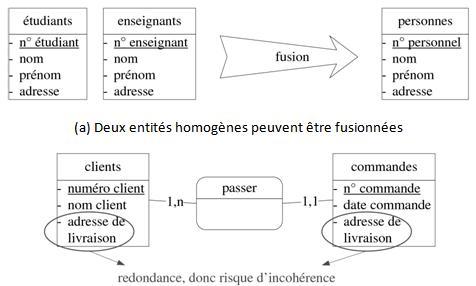 étudiants
- n° étudiant
- nom
- prénom
- adresse
enseignants
- n° enseignant
- nom
- prénom
- adresse
fusion
personnes
- n° personnel
- nom
- prénom
- adresse
(a) Deux entités homogènes peuvent être fusionnées
clients
- numéro client
- nom client
- adresse de
livraison
1,n
passer
1,1
commandes
- n° commande
- date commande
- adresse de
livraison
redondance, donc risque d'incohérence